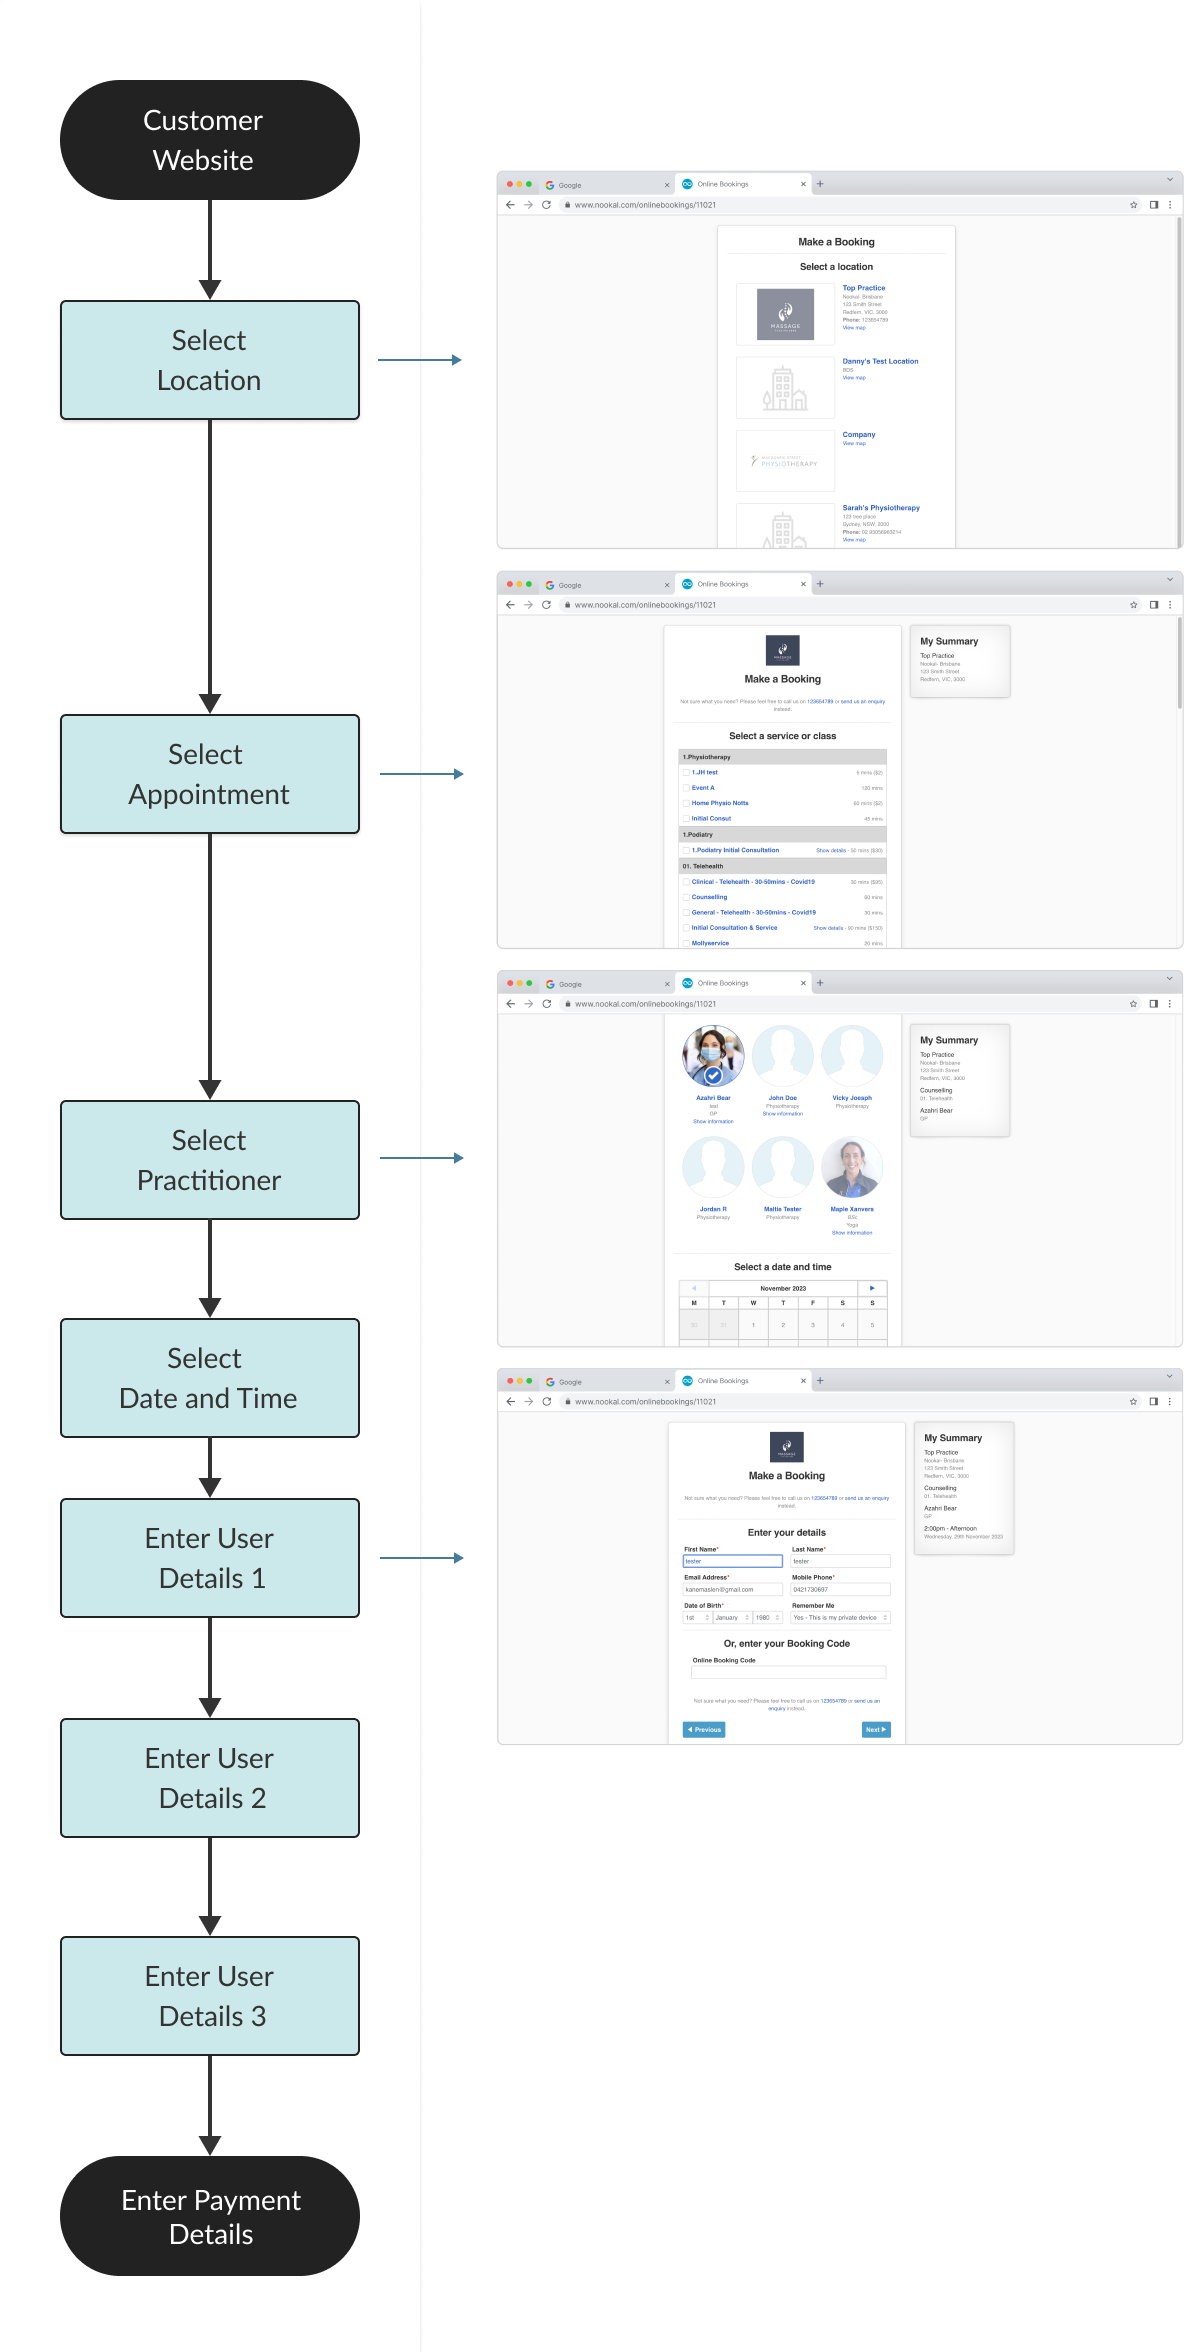 Customer
Website
Select
Location
Select
Appointment
Select
Practitioner
Select
Date and Time
Enter User
Details 1
Enter User
Details 2
Enter User
Details 3
Enter Payment
Details
Google
Online Bookings
www.nookal.com/onlinebookings/11021
Make a Booking
Select a location
MASSAGE
Top Practice
Nookal- Brisbane
123 Smith Street
Redfern, VIC, 3000
Phone: 123654789
View map
Danny's Test Location
BDS
View map
PHYSIOTHERAPY
Company
View map
Sarah's Physiotherapy
123 tree place
Sydney, NSW, 2000
Phone: 02 93056983214
View map
Google
Online Bookings
www.nookal.com/onlinebookings/11021
Make a Booking
Not sure what you need? Please feel free to call us on 123654789 or send us an enquiry
instead.
Select a service or class
1.Physiotherapy
1.JH test 5 mins ($2)
Event A 120 mins
Home Physio Notts 60 mins ($2)
Initial Consut 45 mins
1.Podiatry
1.Podiatry Initial Consultation Show details - 50 mins ($30)
01. Telehealth
Clinical - Telehealth - 30-50mins - Covid19 30 mins ($95)
Counselling 60 mins
General - Telehealth - 30-50mins - Covid19 30 mins
Initial Consultation & Service Show details - 90 mins ($150)
Mollyservice 20 mins
My Summary
Top Practice
Nookal- Brisbane
123 Smith Street
Redfern, VIC, 3000
Google
Online Bookings
www.nookal.com/onlinebookings/11021
Azahri Bear
test
GP
Show information
John Doe
Physiotherapy
Show information
Vicky Joesph
Physiotherapy
Jordan R
Physiotherapy
Mattie Tester
Physiotherapy
Maple Xanvers
BSc
Yoga
Show information
Select a date and time
November 2023
M T W T F S S
30 31 1 2 3 4 5
My Summary
Top Practice
Nookal- Brisbane
123 Smith Street
Redfern, VIC, 3000
Counselling
01. Telehealth
Azahri Bear
GP
Google
Online Bookings
www.nookal.com/onlinebookings/11021
Make a Booking
Not sure what you need? Please feel free to call us on 123654789 or send us an enquiry
instead.
Enter your details
First Name* Last Name*
tester tester
Email Address* Mobile Phone*
kanemaslen@gmail.com 0421730697
Date of Birth* Remember Me
1st January 1980 Yes - This is my private device
Or, enter your Booking Code
Online Booking Code
Not sure what you need? Please feel free to call us on 123654789 or send us an
enquiry instead.
Previous Next
My Summary
Top Practice
Nookal- Brisbane
123 Smith Street
Redfern, VIC, 3000
Counselling
01. Telehealth
Azahri Bear
GP
2:00pm - Afternoon
Wednesday, 29th November 2023